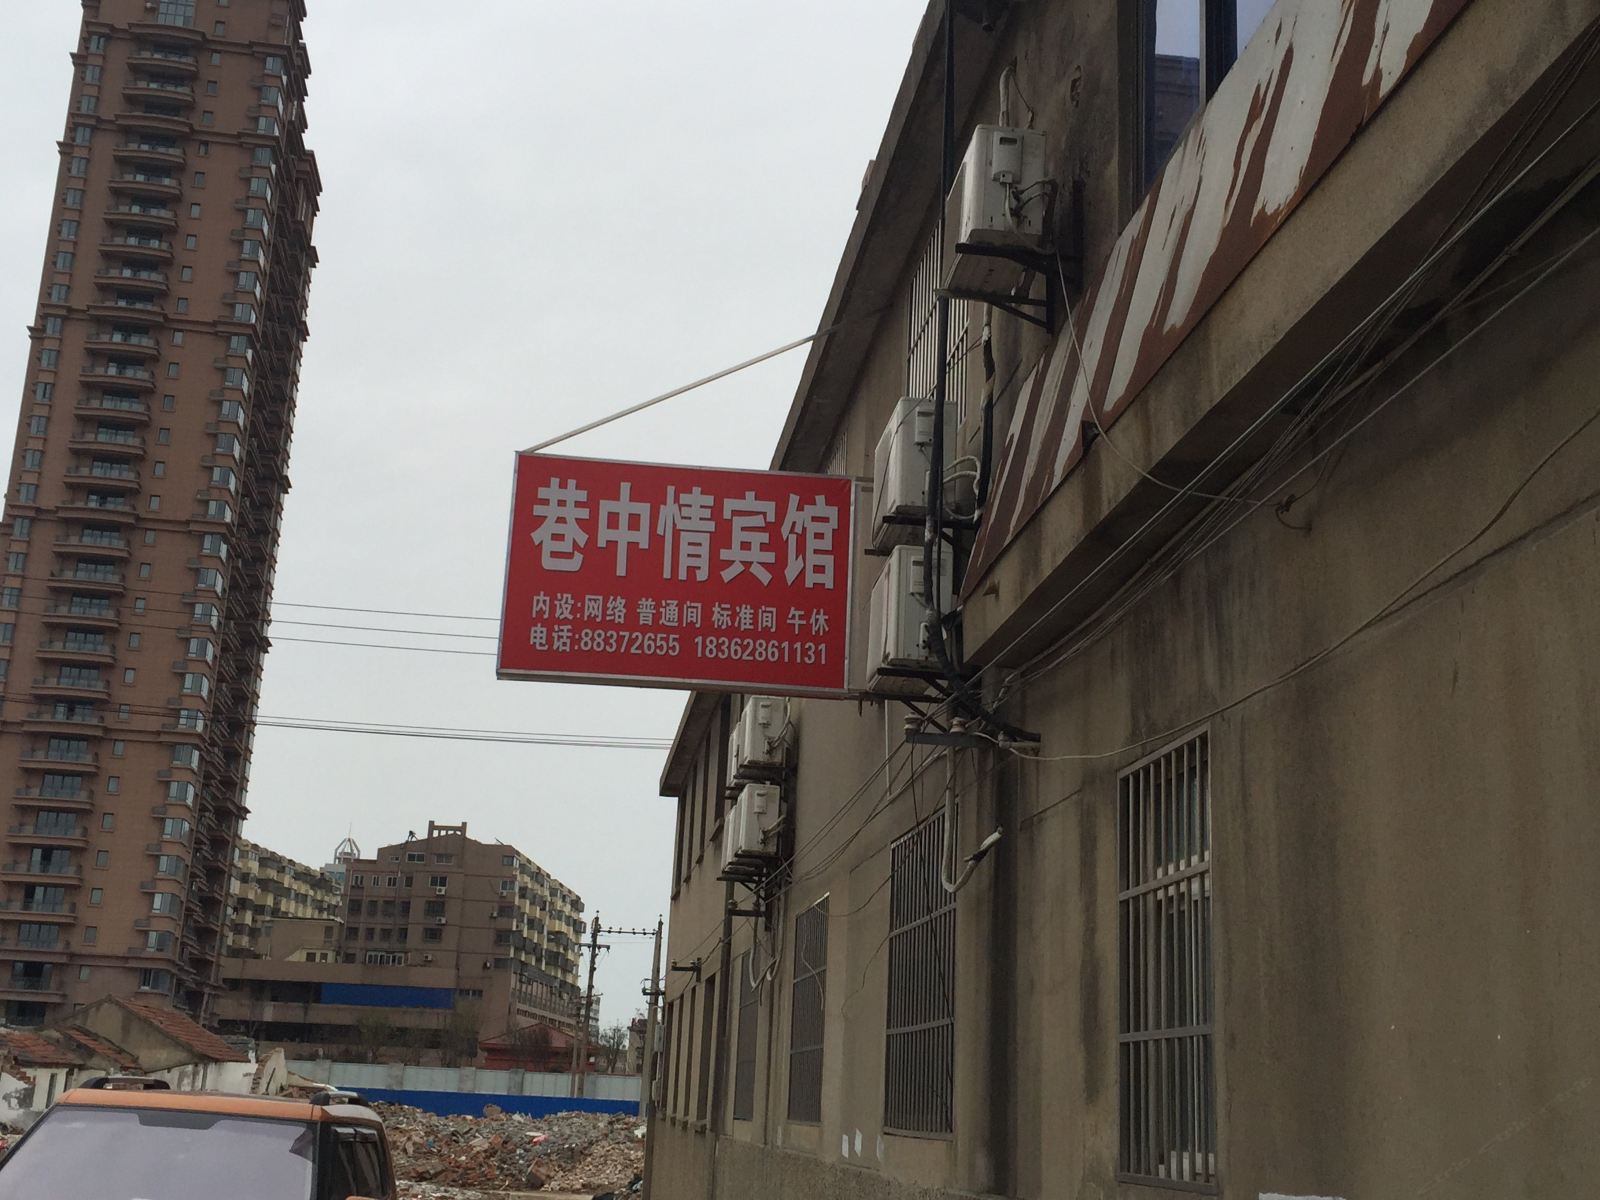 巷中情宾馆
内设:网络 普通间 标准间 午休
电话:88372655 18362861131